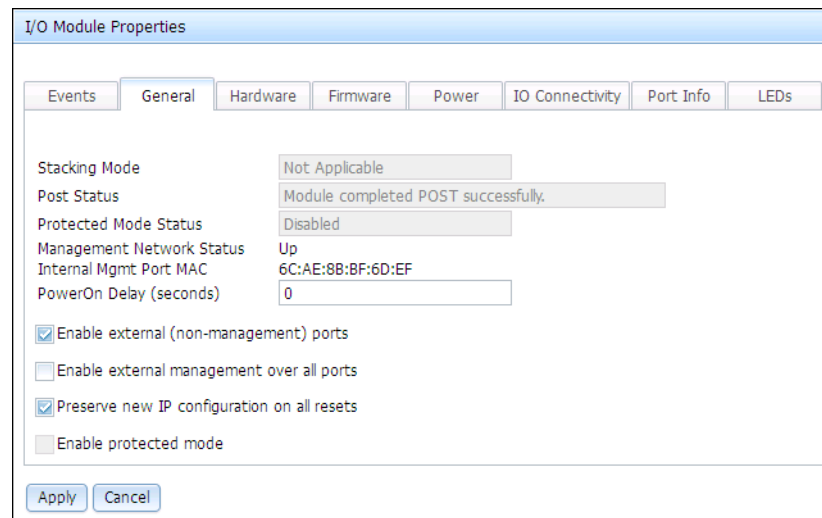 I/O Module Properties
Events General Hardware Firmware Power IO Connectivity Port Info LEDs
Stacking Mode Not Applicable
Post Status Module completed POST successfully.
Protected Mode Status Disabled
Management Network Status Up
Internal Mgmt Port MAC 6C:AE:8B:BF:6D:EF
PowerOn Delay (seconds) 0
Enable external (non-management) ports
Enable external management over all ports
Preserve new IP configuration on all resets
Enable protected mode
Apply Cancel